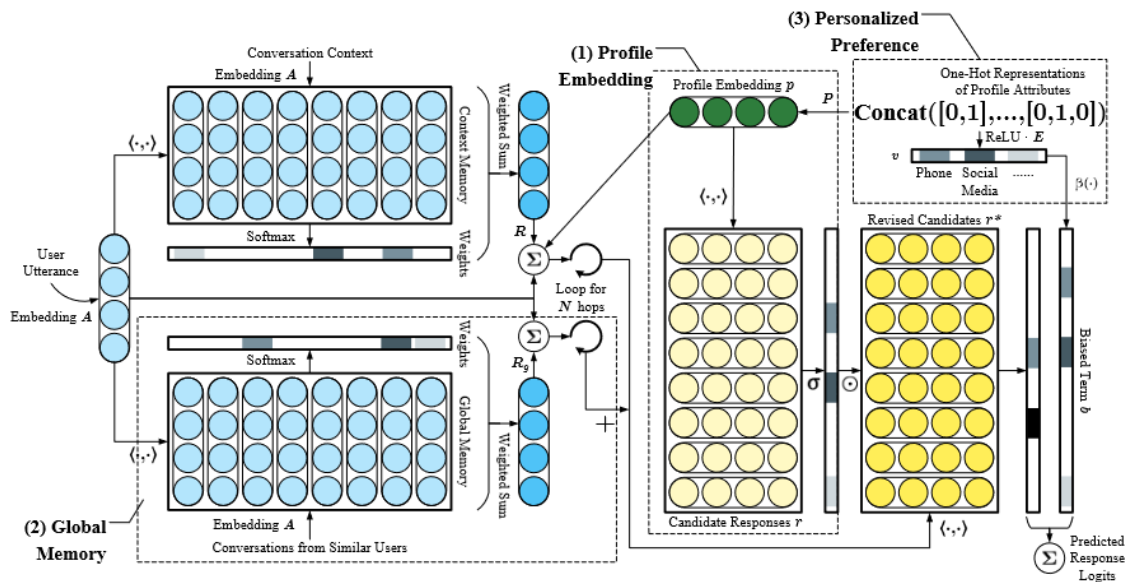 Conversation Context
Embedding A
⟨·,·⟩
Context Memory
Weighted Sum
Softmax
Weights
R
Σ
Loop for
N hops
User
Utterance
Embedding A
Weights
Softmax
Σ
R_g
Global Memory
Weighted Sum
⟨·,·⟩
Embedding A
Conversations from Similar Users
(2) Global
Memory
+
(1) Profile
Embedding
Profile Embedding p
P
⟨·,·⟩
Candidate Responses r
σ
⊙
(3) Personalized
Preference
One-Hot Representations
of Profile Attributes
Concat([0,1],...,[0,1,0])
ReLU · E
v
Phone Social ......
Media
β(·)
Revised Candidates r*
Biased Term b
⟨·,·⟩
Σ
Predicted
Response
Logits